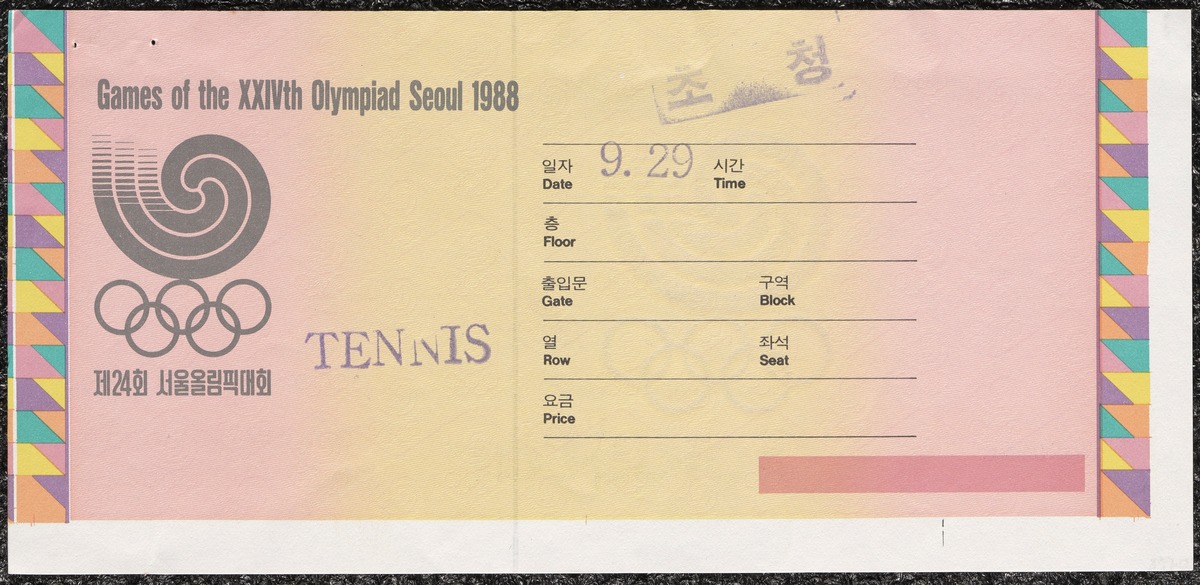 Games of the XXIVth Olympiad Seoul 1988
초 청
일자 9. 29 시간
Date Time
층
Floor
출입문 구역
Gate Block
열 좌석
Row Seat
요금
Price
TENNIS
제24회 서울올림픽대회